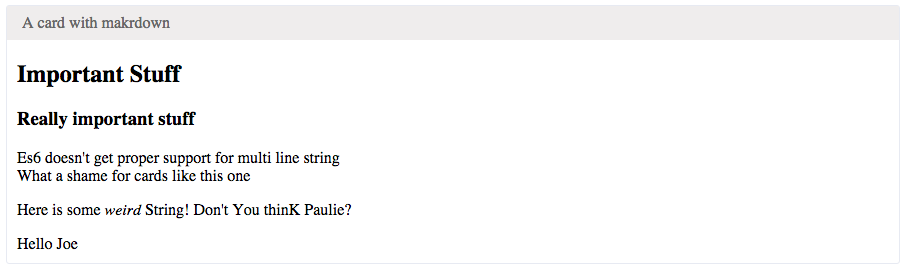 A card with makrdown
Important Stuff
Really important stuff
Es6 doesn't get proper support for multi line string
What a shame for cards like this one
Here is some weird String! Don't You thinK Paulie?
Hello Joe